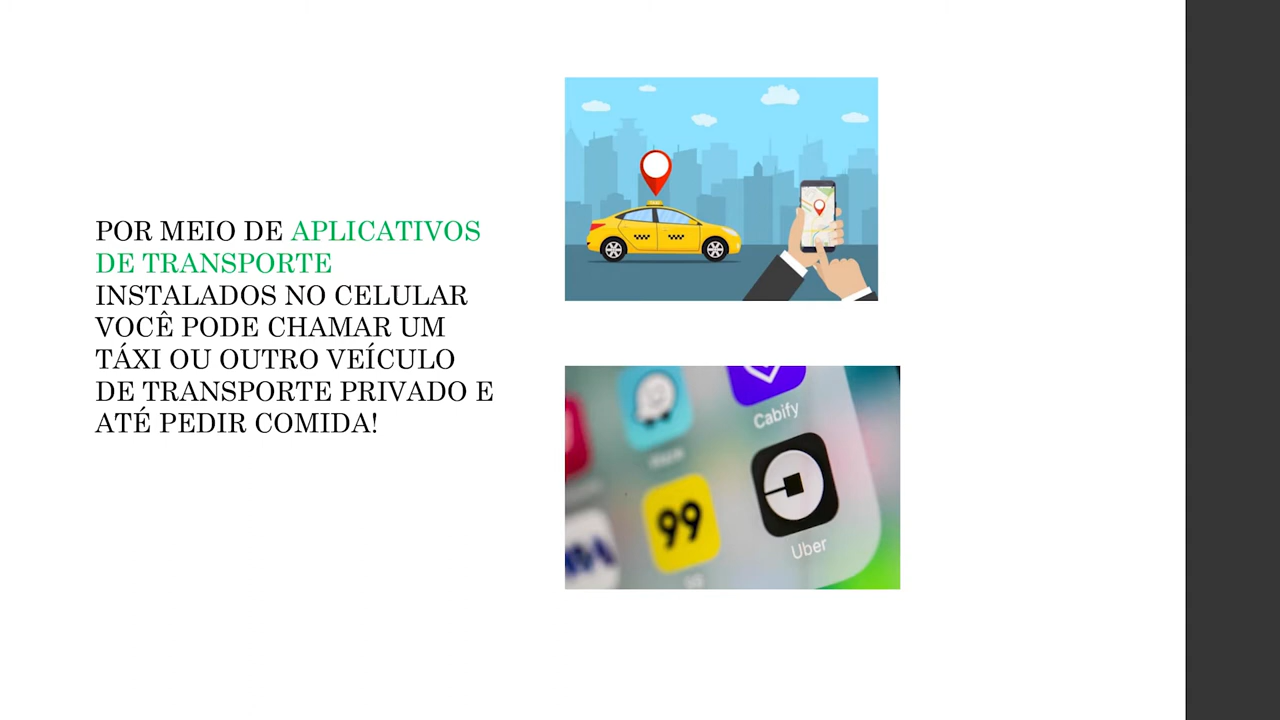 POR MEIO DE APLICATIVOS
DE TRANSPORTE
INSTALADOS NO CELULAR
VOCÊ PODE CHAMAR UM
TÁXI OU OUTRO VEÍCULO
DE TRANSPORTE PRIVADO E
ATÉ PEDIR COMIDA!
Cabify
99
Uber